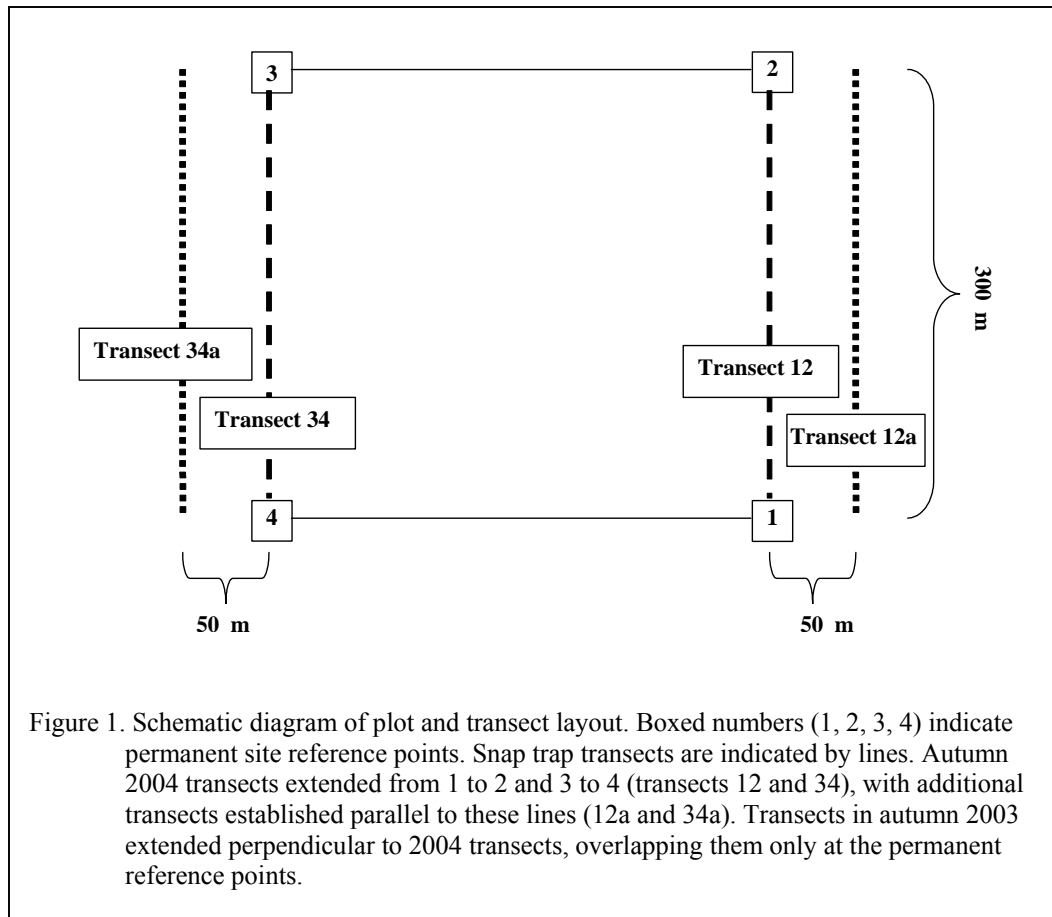 3
2
300 m
Transect 34a
Transect 12
Transect 34
Transect 12a
4
1
50 m
50 m
Figure 1. Schematic diagram of plot and transect layout. Boxed numbers (1, 2, 3, 4) indicate
permanent site reference points. Snap trap transects are indicated by lines. Autumn
2004 transects extended from 1 to 2 and 3 to 4 (transects 12 and 34), with additional
transects established parallel to these lines (12a and 34a). Transects in autumn 2003
extended perpendicular to 2004 transects, overlapping them only at the permanent
reference points.